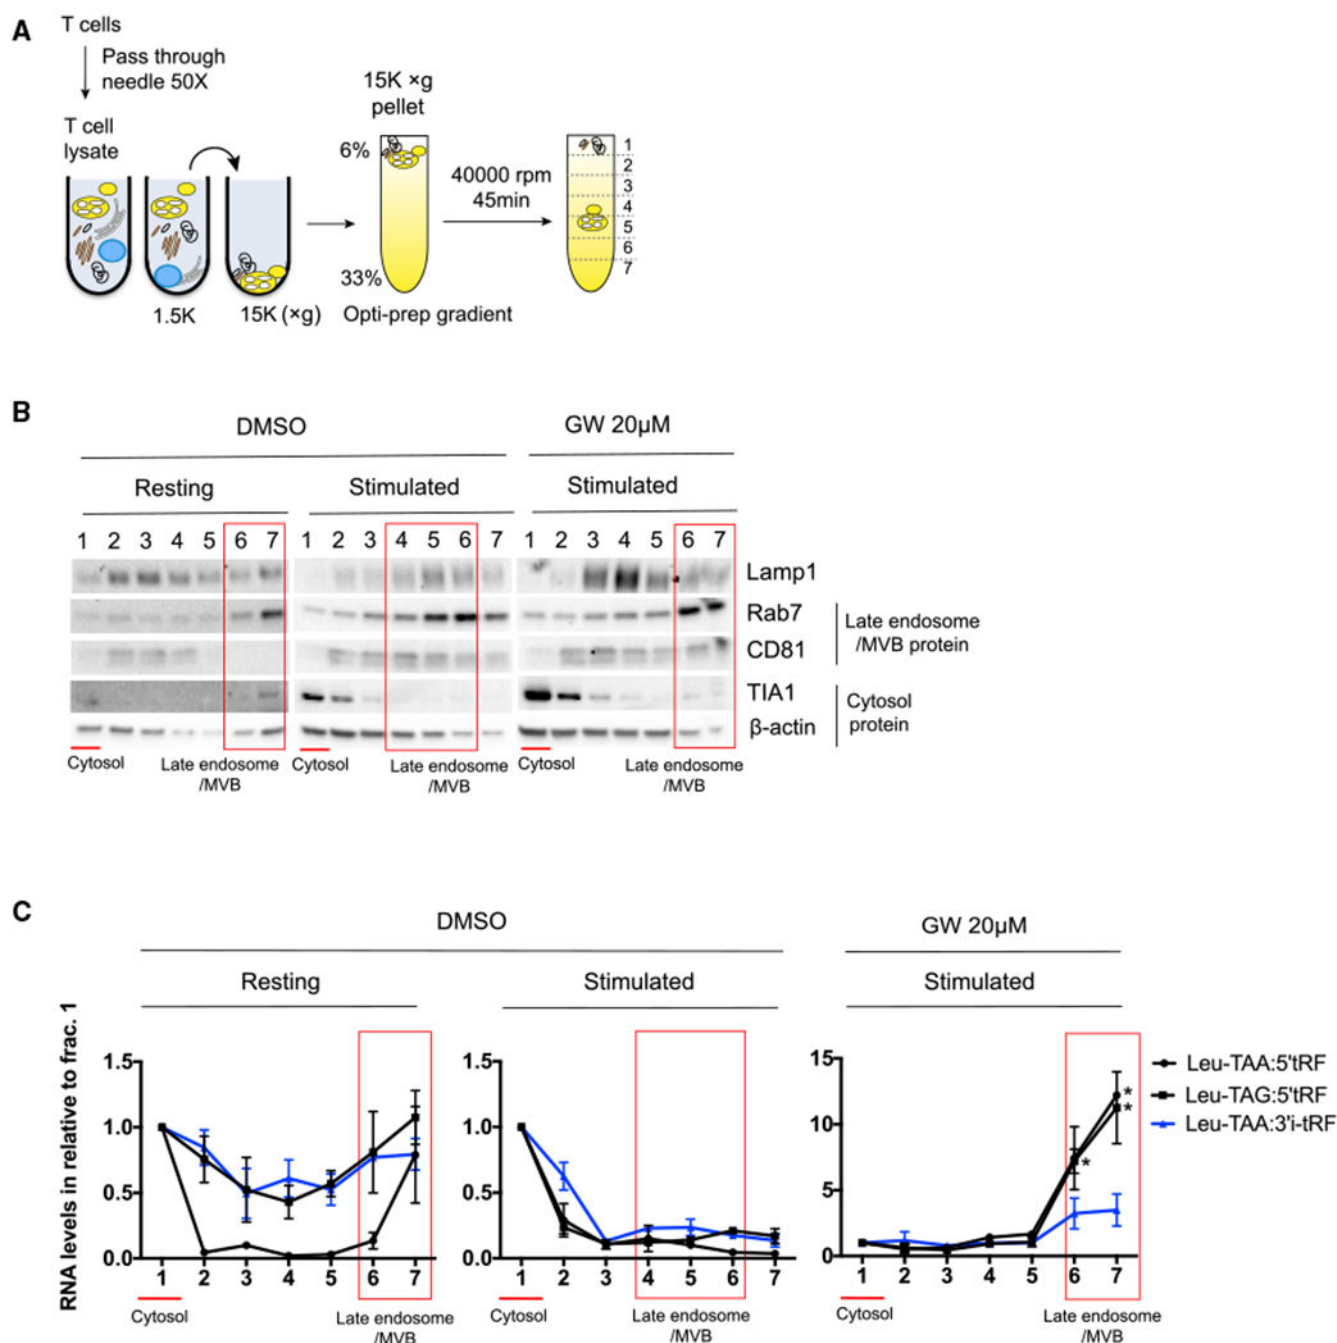 A
T cells
Pass through
needle 50X
T cell
lysate
1.5K
15K (×g)
15K ×g
pellet
6%
33%
Opti-prep gradient
40000 rpm
45min
1
2
3
4
5
6
7
B
DMSO
GW 20µM
Resting
Stimulated
Stimulated
1 2 3 4 5 6 7
1 2 3 4 5 6 7
1 2 3 4 5 6 7
Lamp1
Rab7
CD81
TIA1
β-actin
Late endosome
/MVB protein
Cytosol
protein
Cytosol
Late endosome
/MVB
Cytosol
Late endosome
/MVB
Cytosol
Late endosome
/MVB
C
DMSO
GW 20µM
Resting
Stimulated
Stimulated
RNA levels in relative to frac. 1
1.5
1.0
0.5
0.0
1 2 3 4 5 6 7
Cytosol
Late endosome
/MVB
1.5
1.0
0.5
0.0
1 2 3 4 5 6 7
Cytosol
Late endosome
/MVB
15
10
5
0
*
*
*
1 2 3 4 5 6 7
Cytosol
Late endosome
/MVB
Leu-TAA:5'tRF
Leu-TAG:5'tRF
Leu-TAA:3'i-tRF